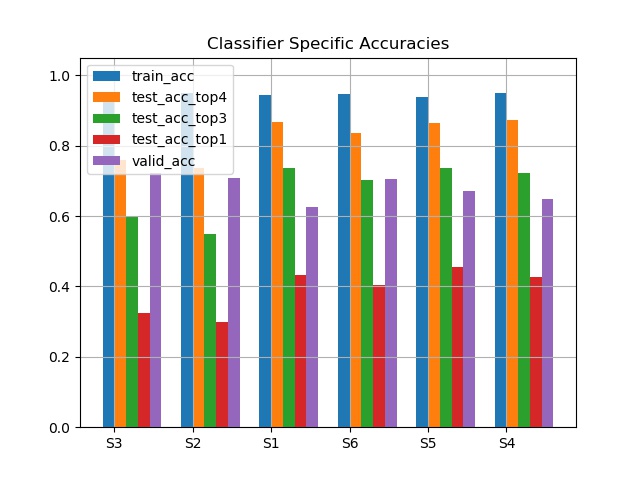 Classifier Specific Accuracies
1.0
0.8
0.6
0.4
0.2
0.0
train_acc
test_acc_top4
test_acc_top3
test_acc_top1
valid_acc
S3 S2 S1 S6 S5 S4